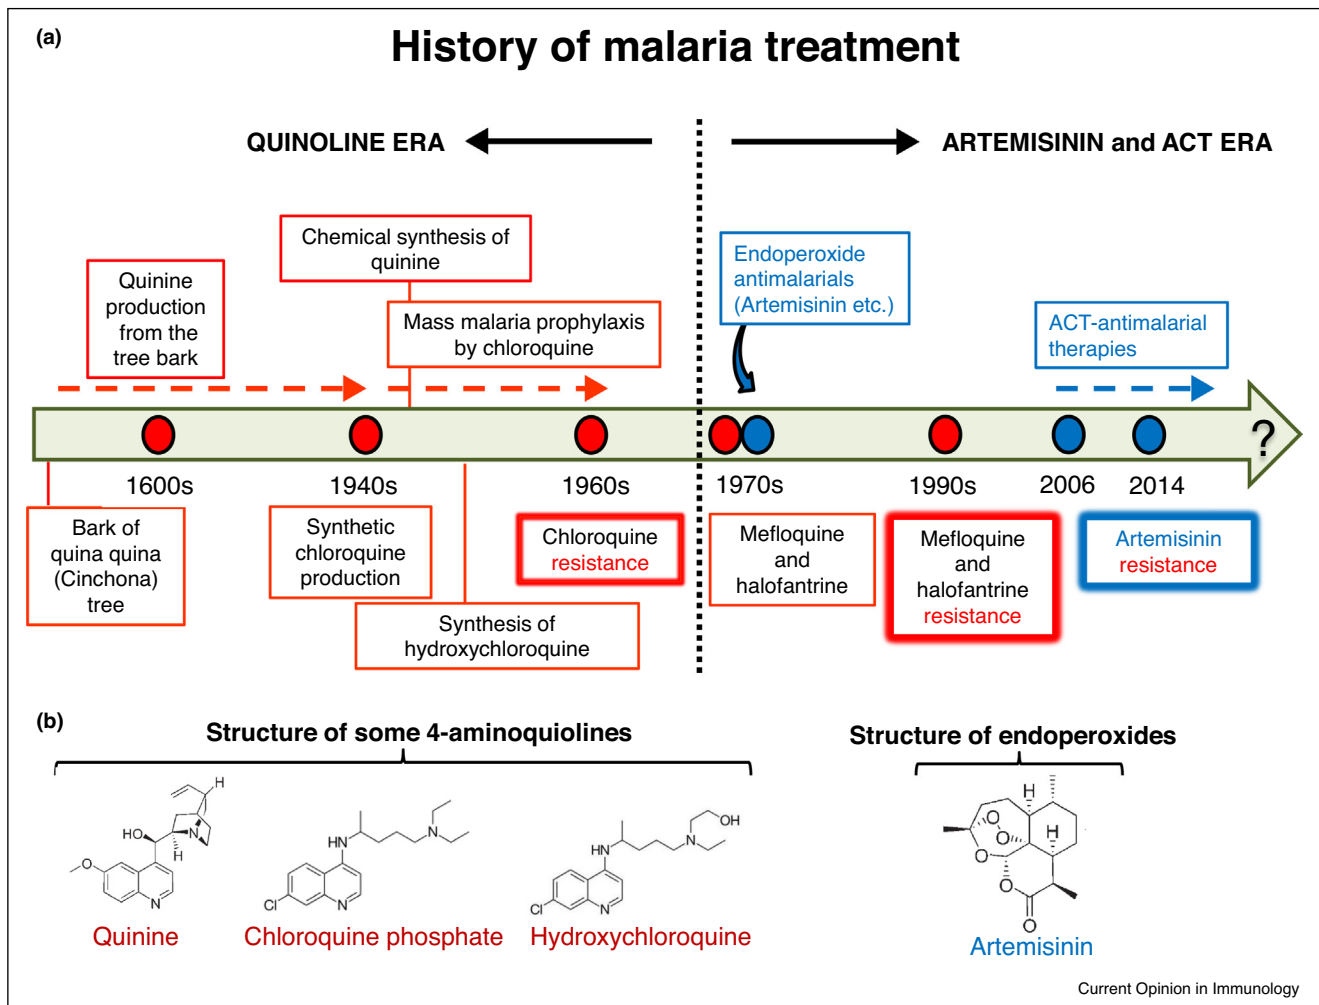 (a)
History of malaria treatment
QUINOLINE ERA
ARTEMISININ and ACT ERA
Chemical synthesis of
quinine
Quinine
production
from the
tree bark
Mass malaria prophylaxis
by chloroquine
Endoperoxide
antimalarials
(Artemisinin etc.)
ACT-antimalarial
therapies
?
1600s
1940s
1960s
1970s
1990s
2006
2014
Bark of
quina quina
(Cinchona)
tree
Synthetic
chloroquine
production
Synthesis of
hydroxychloroquine
Chloroquine
resistance
Mefloquine
and
halofantrine
Mefloquine
and
halofantrine
resistance
Artemisinin
resistance
(b)
Structure of some 4-aminoquiolines
Structure of endoperoxides
H
HO
N
H
O
N
Quinine
N
HN
Cl
N
Chloroquine phosphate
OH
N
HN
Cl
N
Hydroxychloroquine
H
O
O
H
O
O
O
Artemisinin
Current Opinion in Immunology